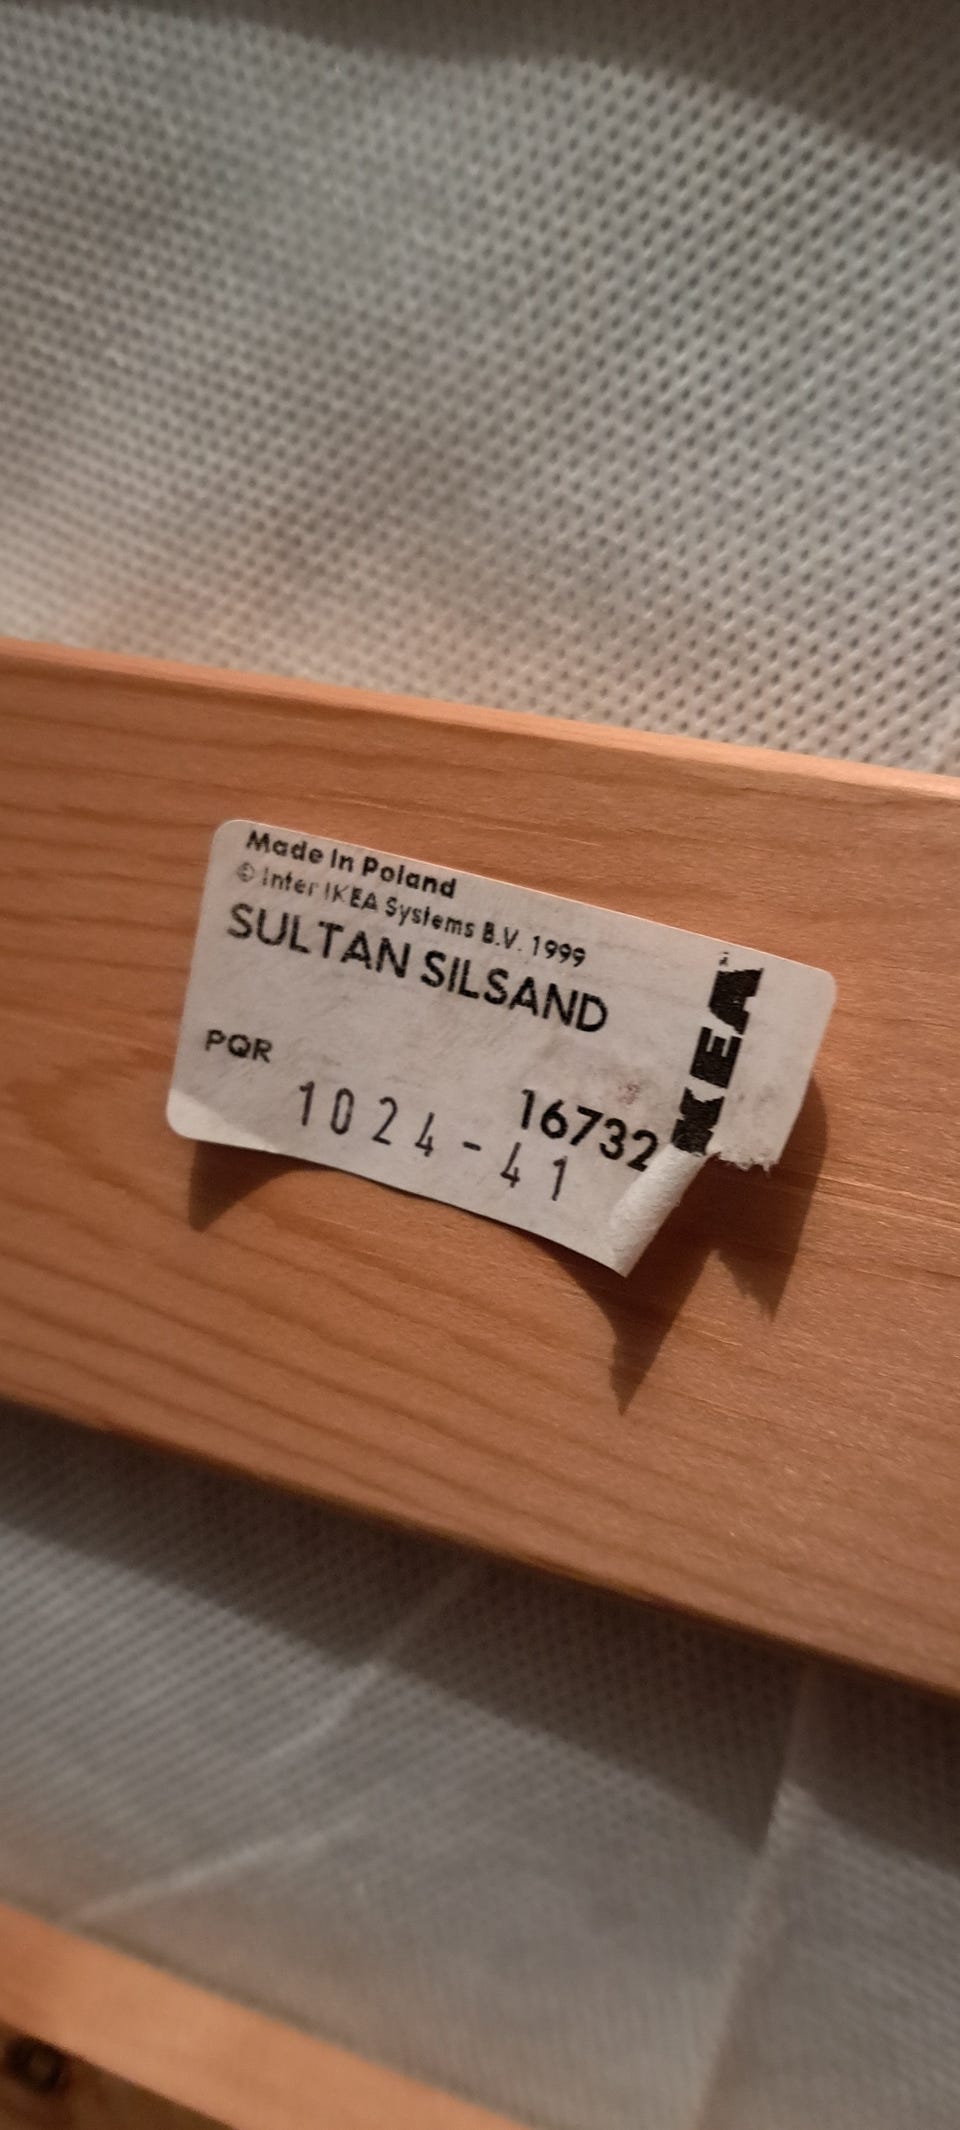 Made in Poland
© Inter IKEA Systems B.V. 1999
SULTAN SILSAND
PQR
16732
1024-41
IKEA